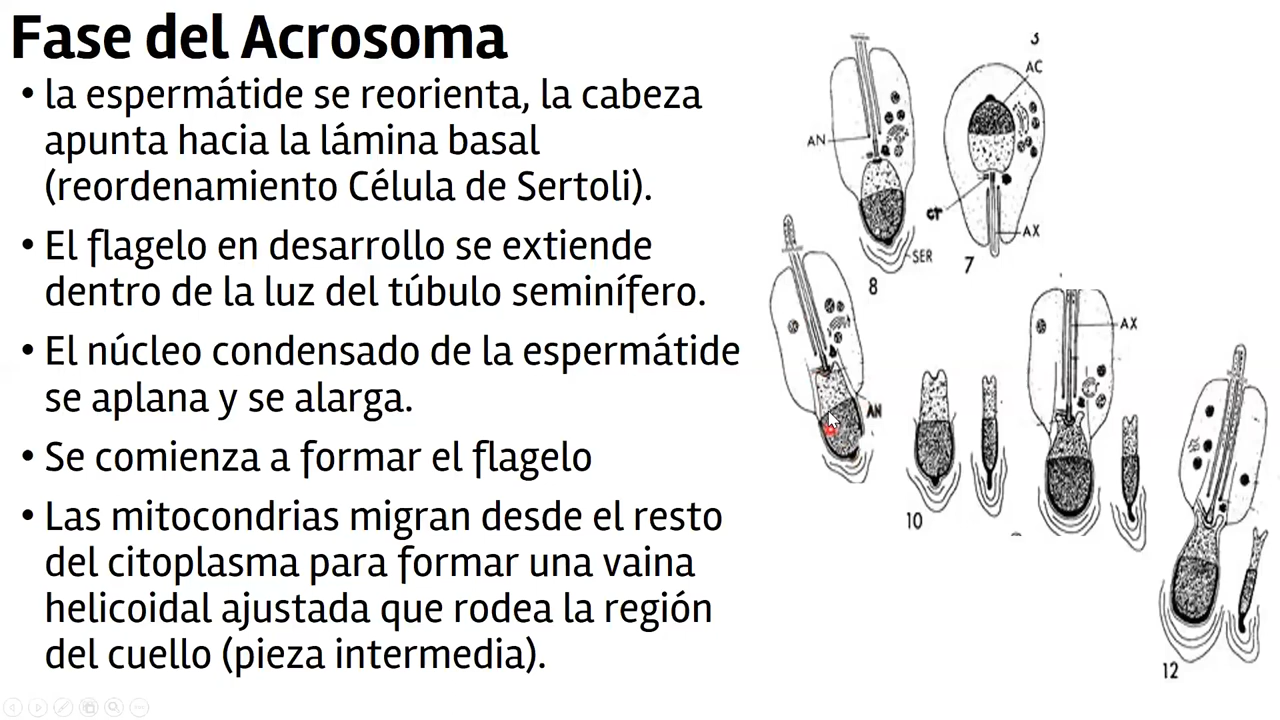 Fase del Acrosoma
• la espermátide se reorienta, la cabeza
apunta hacia la lámina basal
(reordenamiento Célula de Sertoli).
• El flagelo en desarrollo se extiende
dentro de la luz del túbulo seminífero.
• El núcleo condensado de la espermátide
se aplana y se alarga.
• Se comienza a formar el flagelo
• Las mitocondrias migran desde el resto
del citoplasma para formar una vaina
helicoidal ajustada que rodea la región
del cuello (pieza intermedia).
AC
AN
CT
AX
SER
7
8
AX
AN
10
12